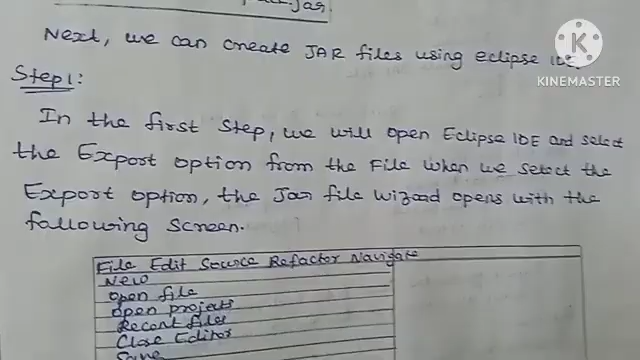 Next, we can create JAR files using eclipse IDE.
Step1:
In the first step, we will open Eclipse IDE and select
the Export option from the File when we select the
Export option, the Jar file wizard opens with the
following screen.
File Edit Source Refactor Navigate
New
open file
open projects
Recent files
Close Editor
Save
K
KINEMASTER